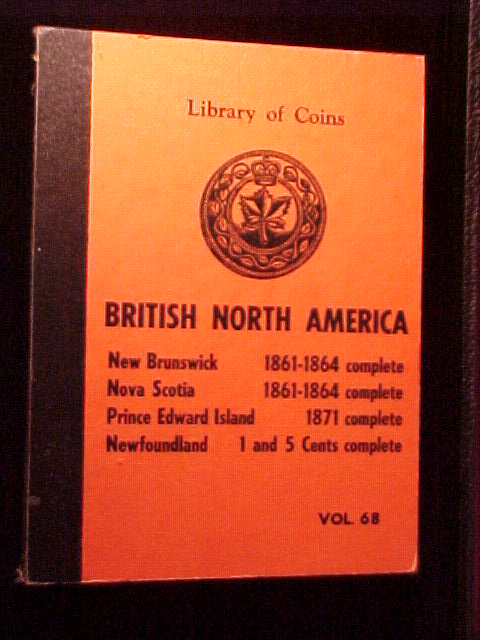 Library of Coins
BRITISH NORTH AMERICA
New Brunswick 1861-1864 complete
Nova Scotia 1861-1864 complete
Prince Edward Island 1871 complete
Newfoundland 1 and 5 Cents complete
VOL. 68